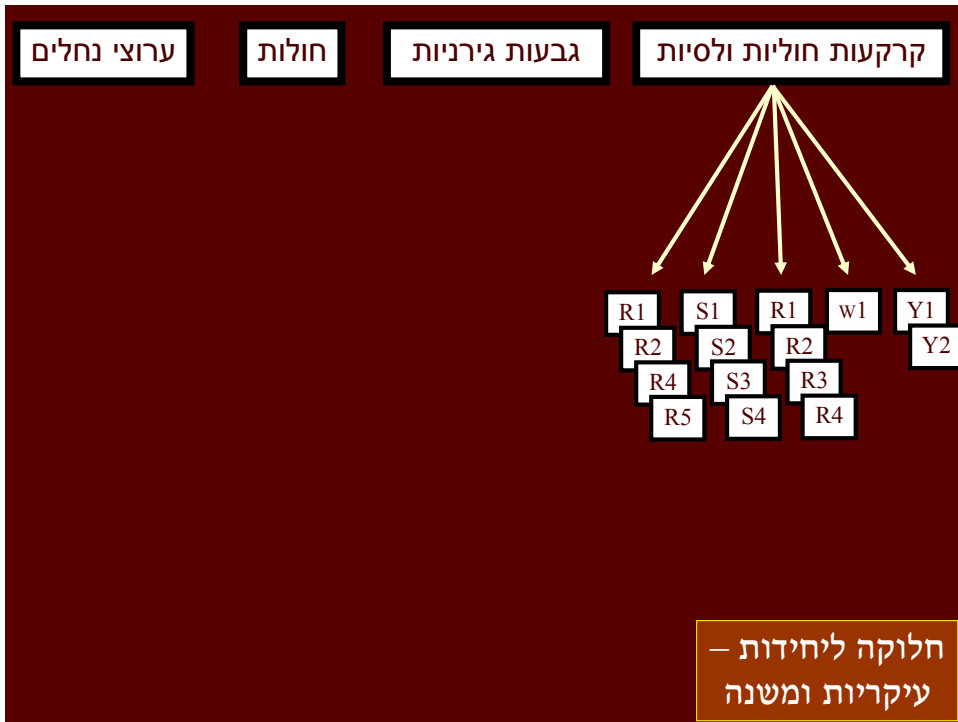 קרקעות חוליות ולסיות
גבעות גירניות
חולות
ערוצי נחלים
R1 S1 R1 w1 Y1
R2 S2 R2 Y2
R4 S3 R3
R5 S4 R4
חלוקה ליחידות –
עיקריות ומשנה